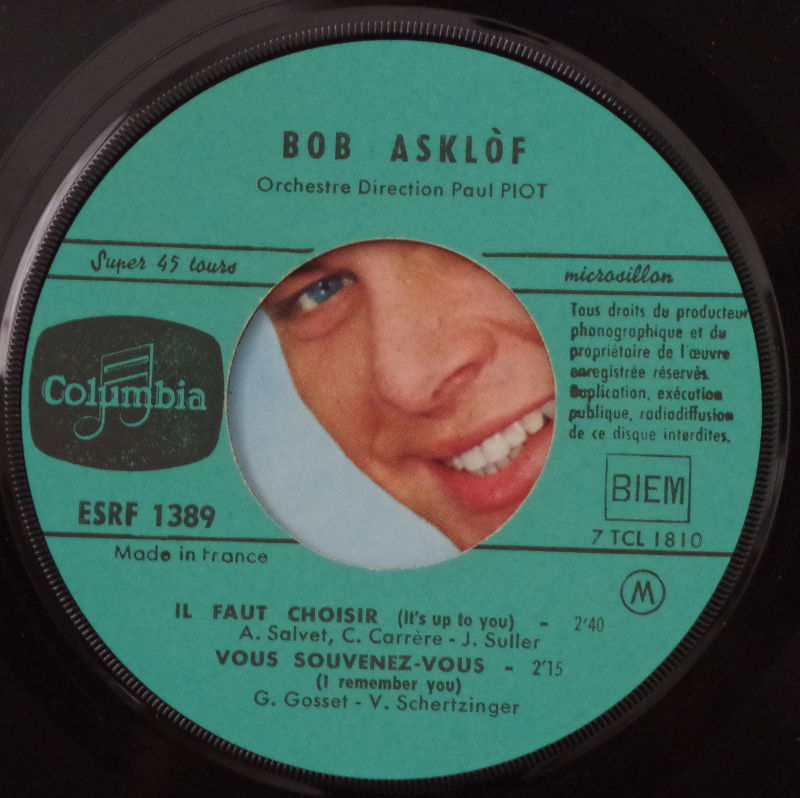 BOB ASKLÒF
Orchestre Direction Paul PIOT
Super 45 tours
microsillon
Columbia
Tous droits du producteur
phonographique et du
propriétaire de l'œuvre
enregistrée réservés.
Duplication, exécution
publique, radiodiffusion
de ce disque interdites.
BIEM
ESRF 1389
7 TCL 1810
Made in France
M
IL FAUT CHOISIR (it's up to you) - 2'40
A. Salvet, C. Carrère - J. Suller
VOUS SOUVENEZ-VOUS - 2'15
(I remember you)
G. Gosset - V. Schertzinger